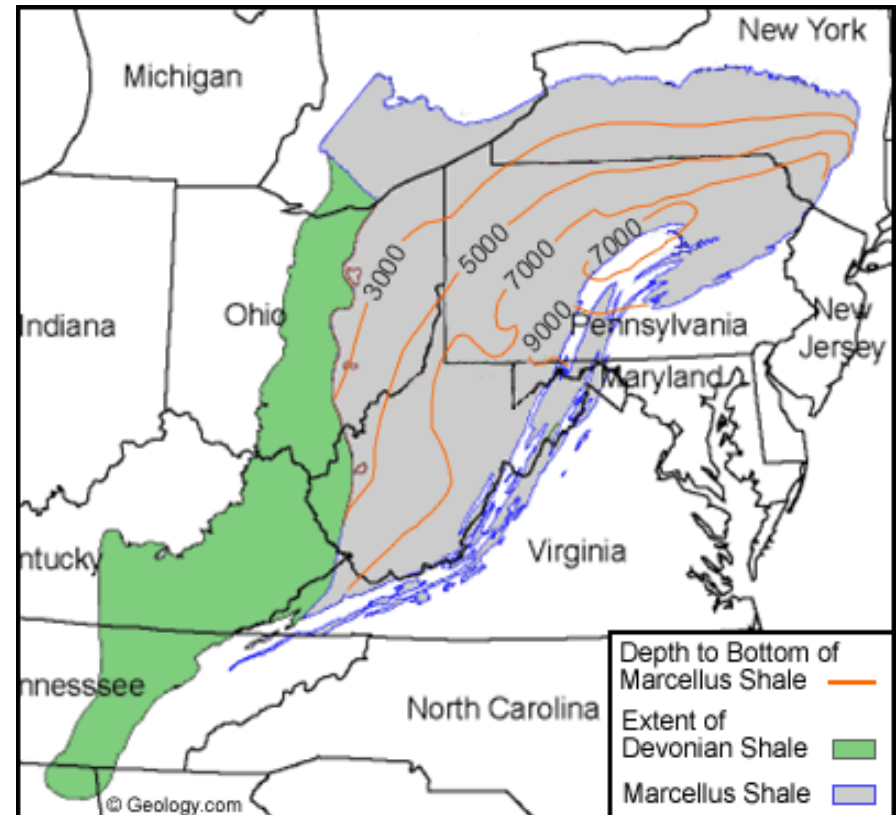 New York
Michigan
3000
5000
7000
7000
9000
Indiana
Ohio
Pennsylvania
New
Jersey
Maryland
Virginia
ntucky
nnesssee
North Carolina
© Geology.com
Depth to Bottom of
Marcellus Shale
Extent of
Devonian Shale
Marcellus Shale